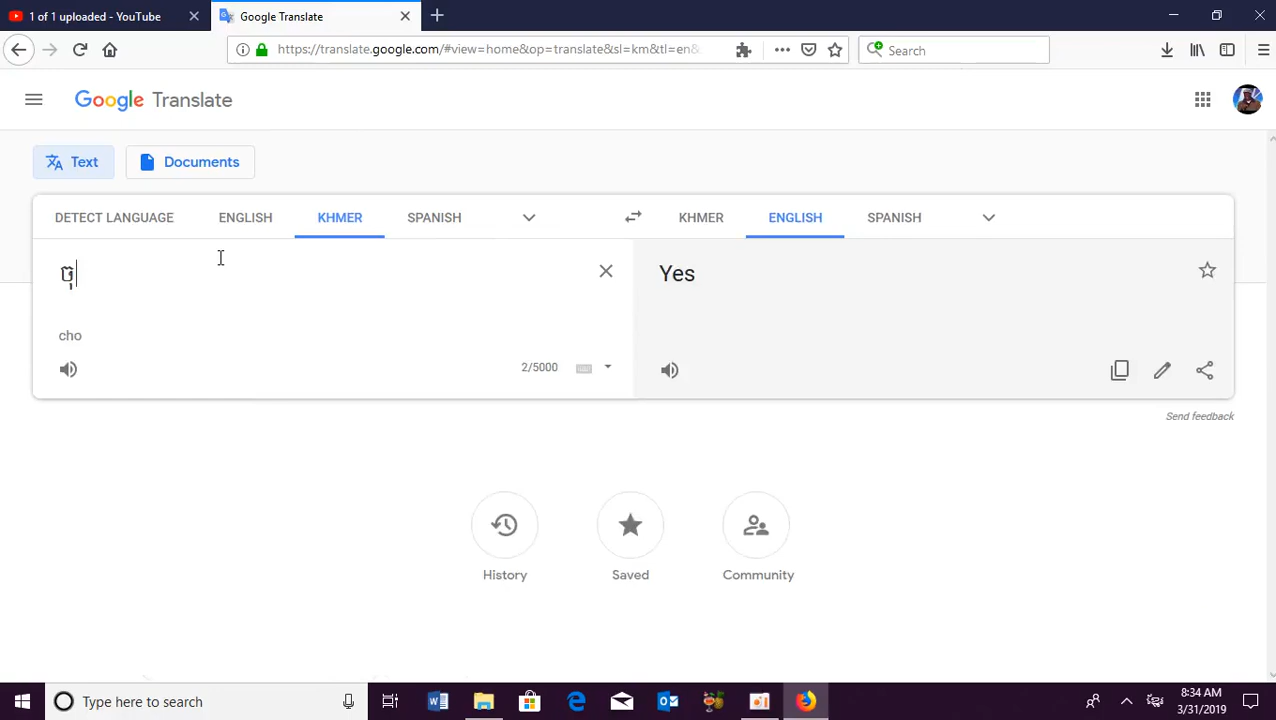 1 of 1 uploaded - YouTube
Google Translate
https://translate.google.com/#view=home&op=translate&sl=km&tl=en&
Search
Google Translate
Text
Documents
DETECT LANGUAGE ENGLISH KHMER SPANISH
KHMER ENGLISH SPANISH
ចុ
Yes
cho
2/5000
Send feedback
History
Saved
Community
Type here to search
8:34 AM
3/31/2019